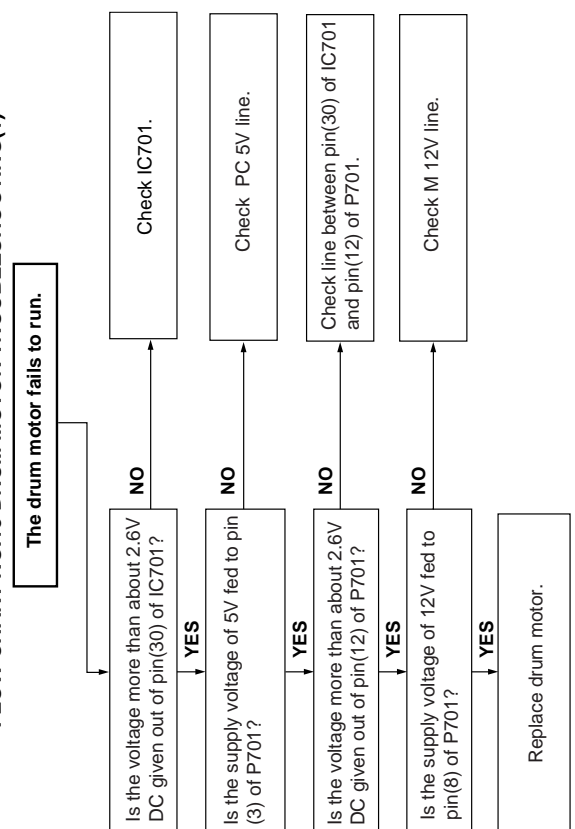 The drum motor fails to run.
Is the voltage more than about 2.6V
DC given out of pin(30) of IC701?
NO
Check IC701.
YES
Is the supply voltage of 5V fed to pin
(3) of P701?
NO
Check PC 5V line.
YES
Is the voltage more than about 2.6V
DC given out of pin(12) of P701?
NO
Check line between pin(30) of IC701
and pin(12) of P701.
YES
Is the supply voltage of 12V fed to
pin(8) of P701?
NO
Check M 12V line.
YES
Replace drum motor.